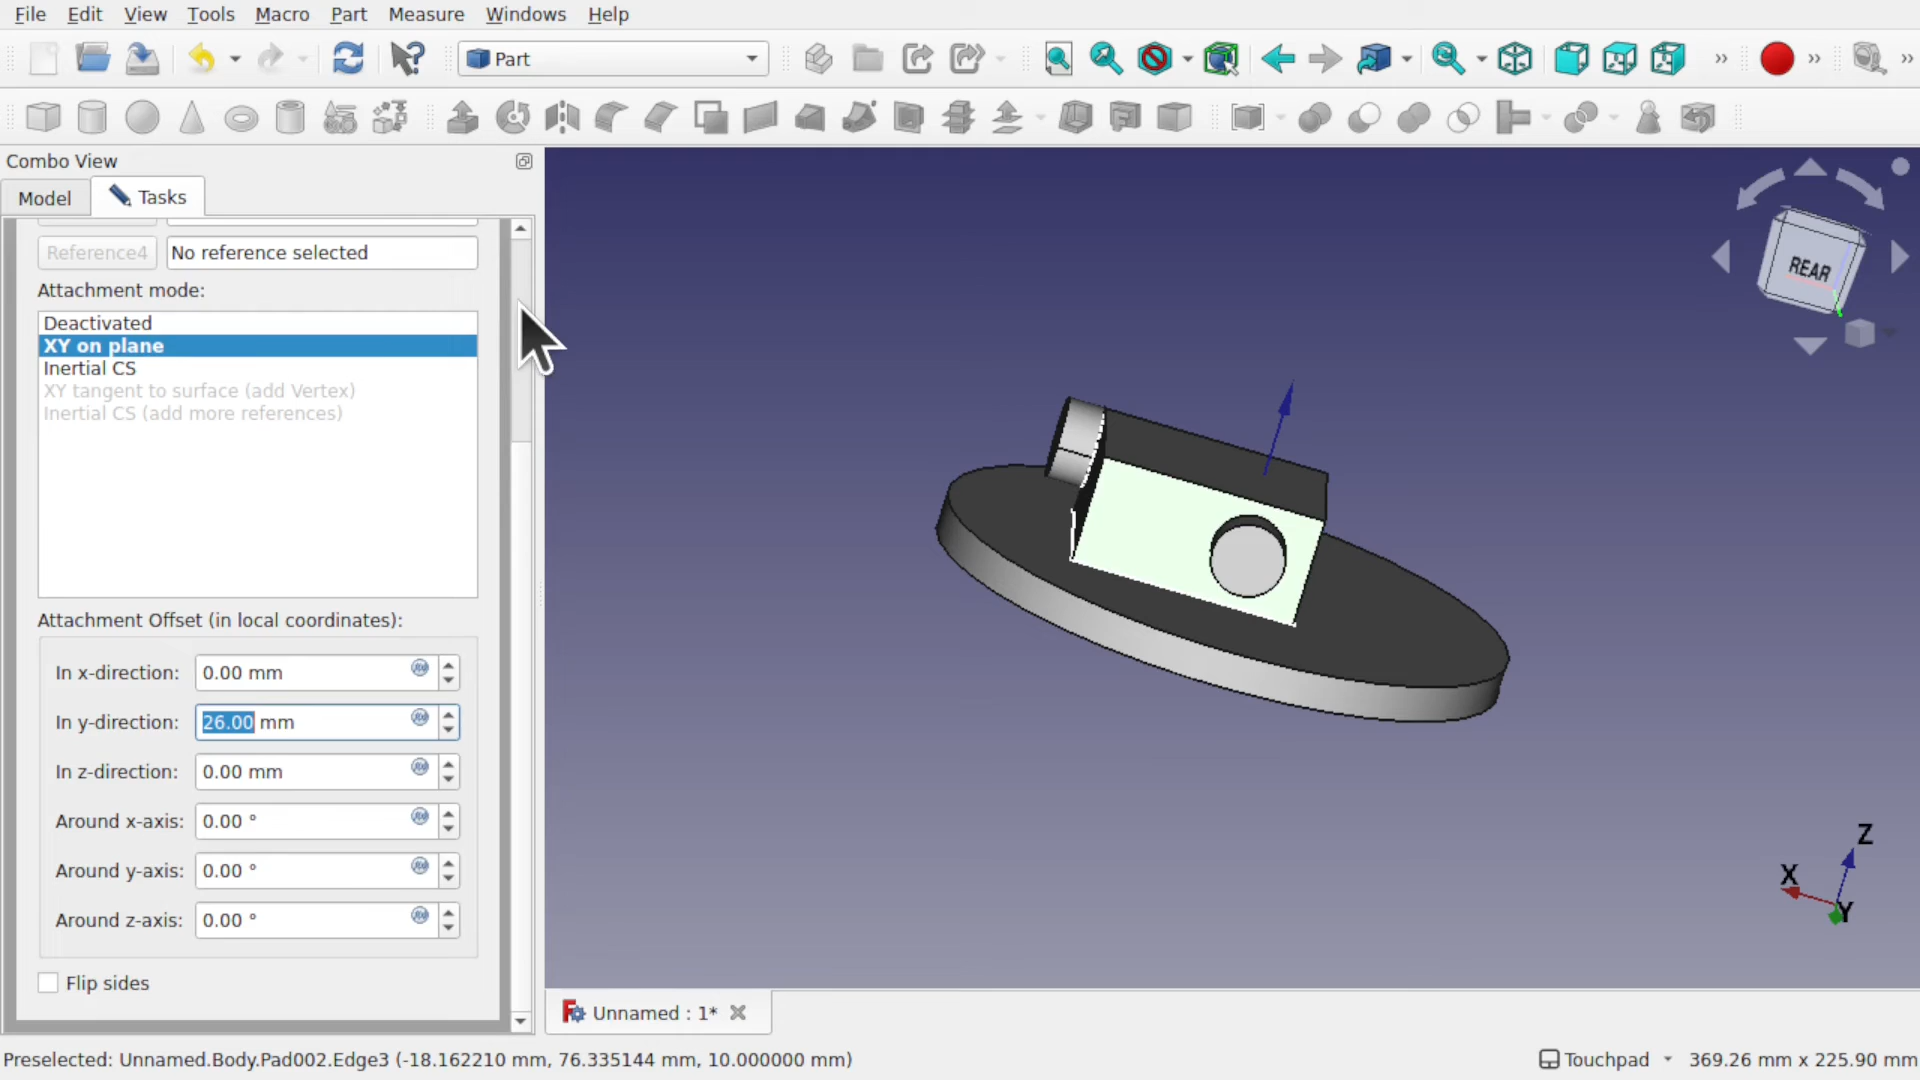 File Edit View Tools Macro Part Measure Windows Help
Part
Combo View
Model Tasks
Reference4 No reference selected
Attachment mode:
Deactivated
XY on plane
Inertial CS
XY tangent to surface (add Vertex)
Inertial CS (add more references)
Attachment Offset (in local coordinates):
In x-direction: 0.00 mm
In y-direction: 26.00 mm
In z-direction: 0.00 mm
Around x-axis: 0.00 °
Around y-axis: 0.00 °
Around z-axis: 0.00 °
Flip sides
REAR
Z
X
Y
Unnamed : 1*
Preselected: Unnamed.Body.Pad002.Edge3 (-18.162210 mm, 76.335144 mm, 10.000000 mm)
Touchpad 369.26 mm x 225.90 mm